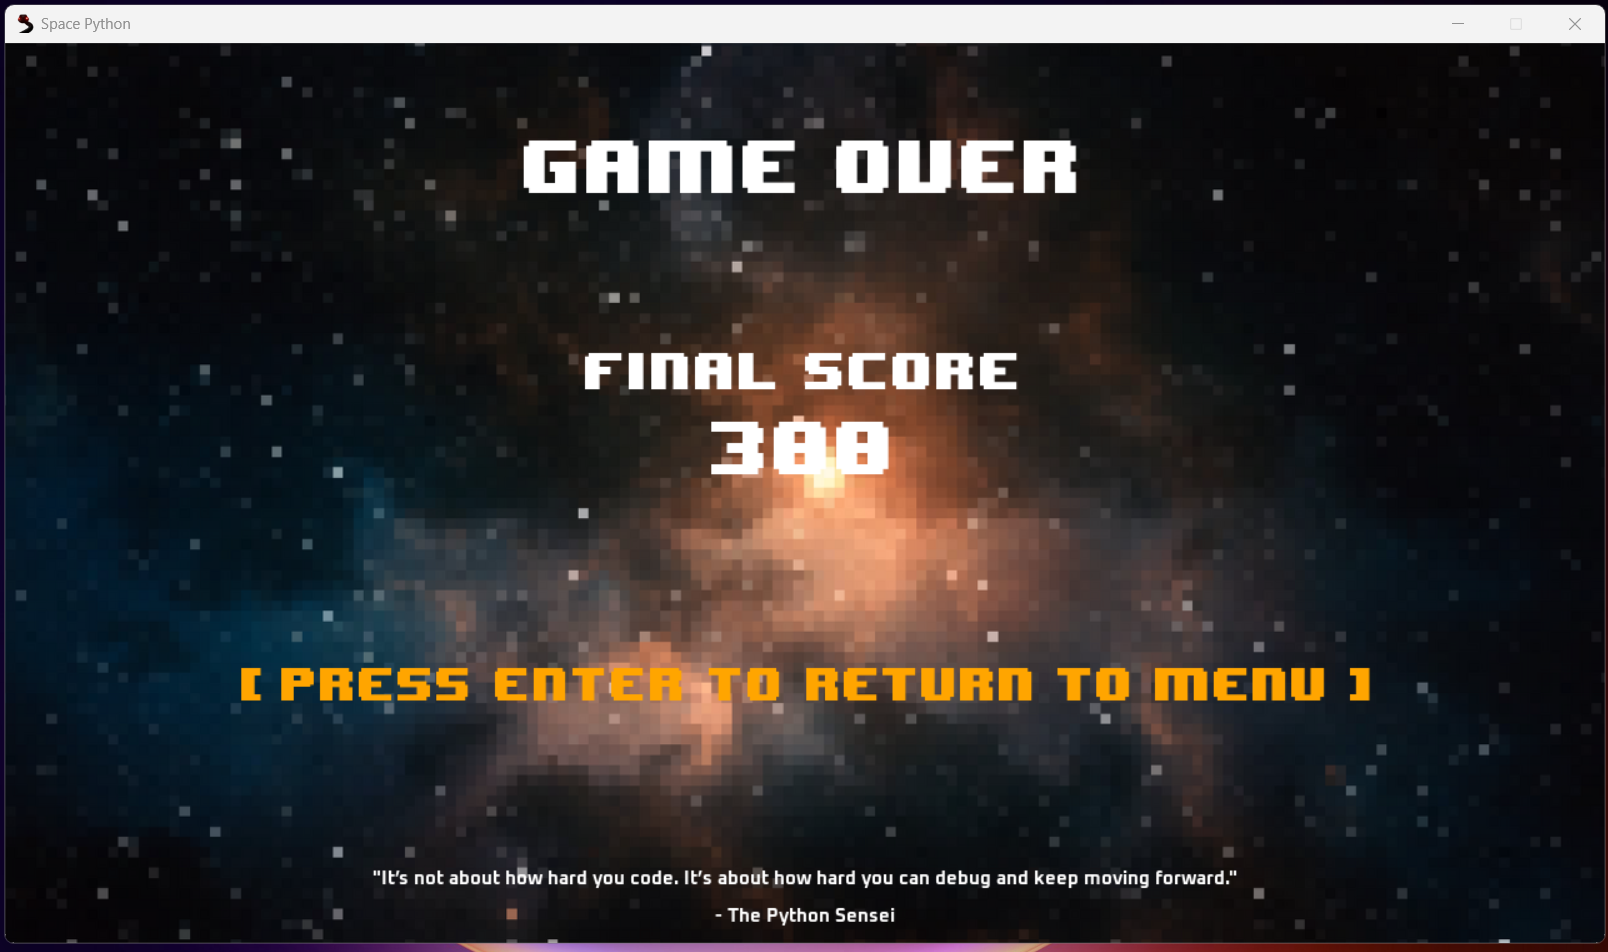 Space Python
GAME OVER
FINAL SCORE
300
[ PRESS ENTER TO RETURN TO MENU ]
"It’s not about how hard you code. It’s about how hard you can debug and keep moving forward."
- The Python Sensei